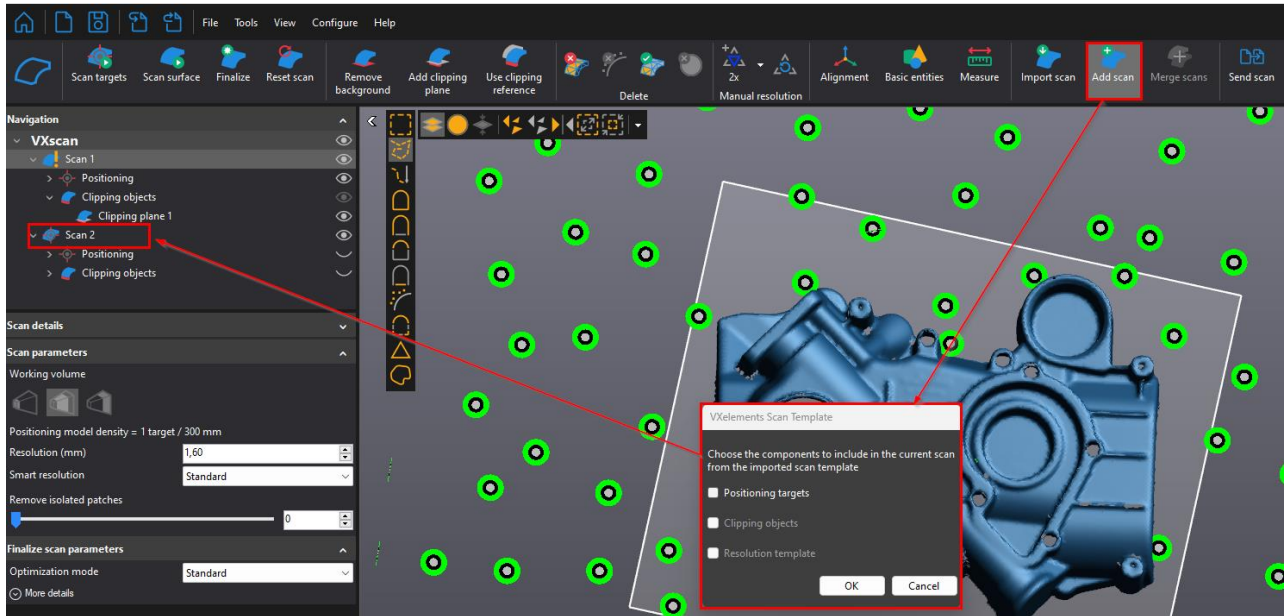 File Tools View Configure Help
Scan targets
Scan surface
Finalize
Reset scan
Remove
background
Add clipping
plane
Use clipping
reference
Delete
2x
Manual resolution
Alignment
Basic entities
Measure
Import scan
Add scan
Merge scans
Send scan
Navigation
VXscan
Scan 1
Positioning
Clipping objects
Clipping plane 1
Scan 2
Positioning
Clipping objects
Scan details
Scan parameters
Working volume
Positioning model density = 1 target / 300 mm
Resolution (mm) 1,60
Smart resolution Standard
Remove isolated patches
0
Finalize scan parameters
Optimization mode Standard
More details
VXelements Scan Template
Choose the components to include in the current scan
from the imported scan template
Positioning targets
Clipping objects
Resolution template
OK Cancel